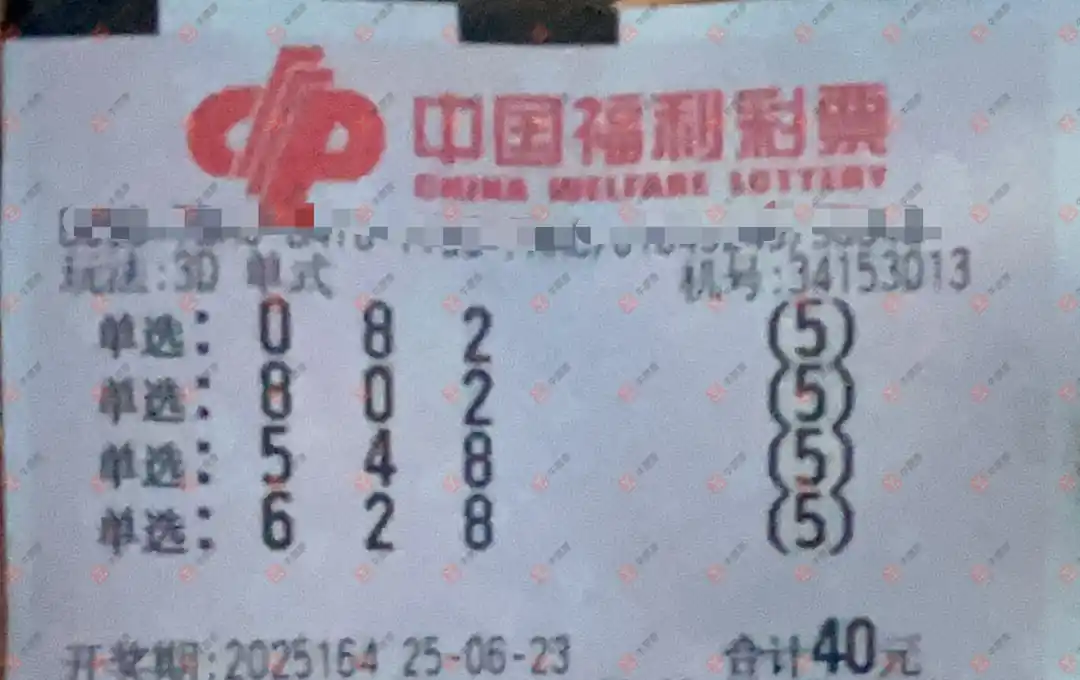 中国福利彩票
CHINA WELFARE LOTTERY
玩法:3D 单式 机号:34153013
单选: 0 8 2 (5)
单选: 8 0 2 (5)
单选: 5 4 8 (5)
单选: 6 2 8 (5)
开奖期:2025164 25-06-23 合计40元